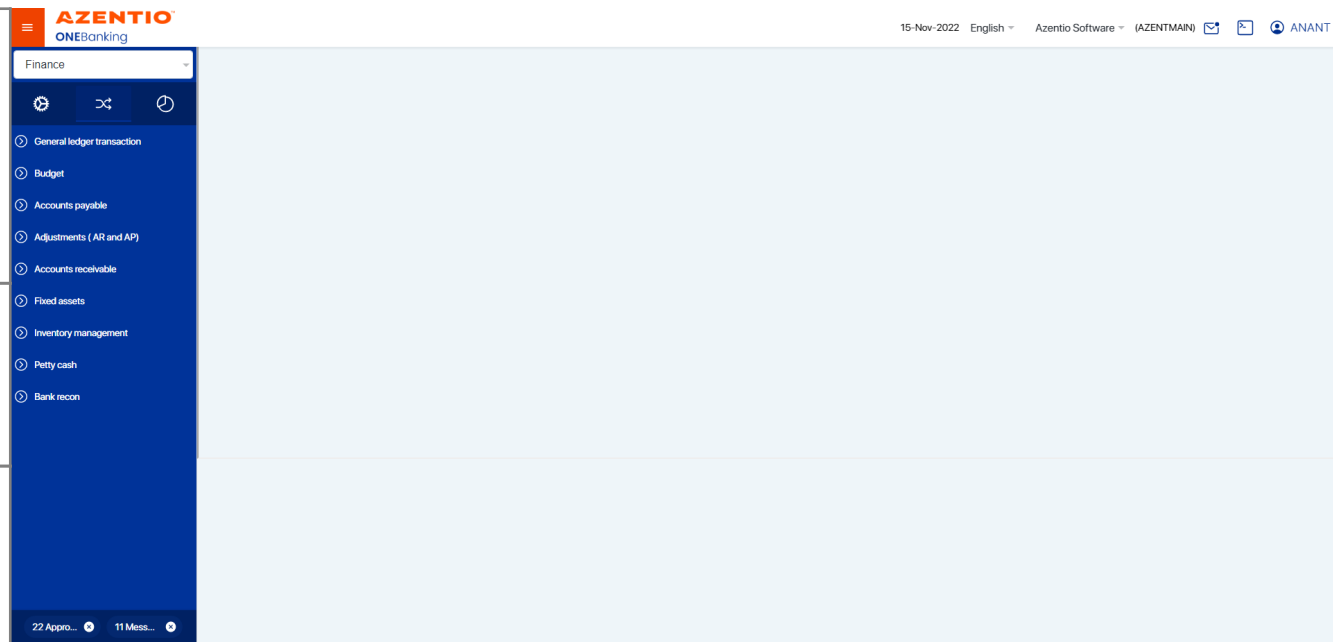 AZENTIO™
ONEBanking
15-Nov-2022 English Azentio Software (AZENTMAIN) ANANT
Finance
General ledger transaction
Budget
Accounts payable
Adjustments ( AR and AP)
Accounts receivable
Fixed assets
Inventory management
Petty cash
Bank recon
22 Appro... 11 Mess...